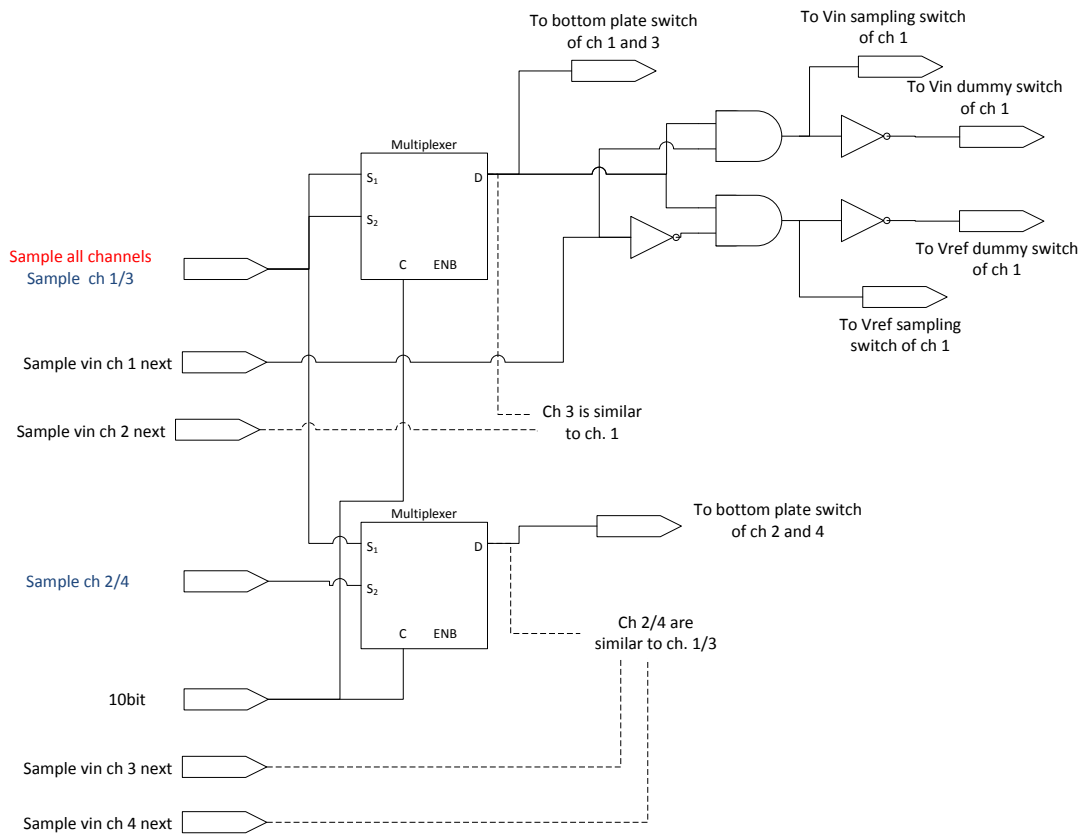 To bottom plate switch
of ch 1 and 3
To Vin sampling switch
of ch 1
To Vin dummy switch
of ch 1
Multiplexer
S1
D
S2
C ENB
Sample all channels
Sample ch 1/3
To Vref dummy switch
of ch 1
To Vref sampling
switch of ch 1
Sample vin ch 1 next
Ch 3 is similar
to ch. 1
Sample vin ch 2 next
Multiplexer
To bottom plate switch
of ch 2 and 4
S1
D
Sample ch 2/4
S2
C ENB
Ch 2/4 are
similar to ch. 1/3
10bit
Sample vin ch 3 next
Sample vin ch 4 next